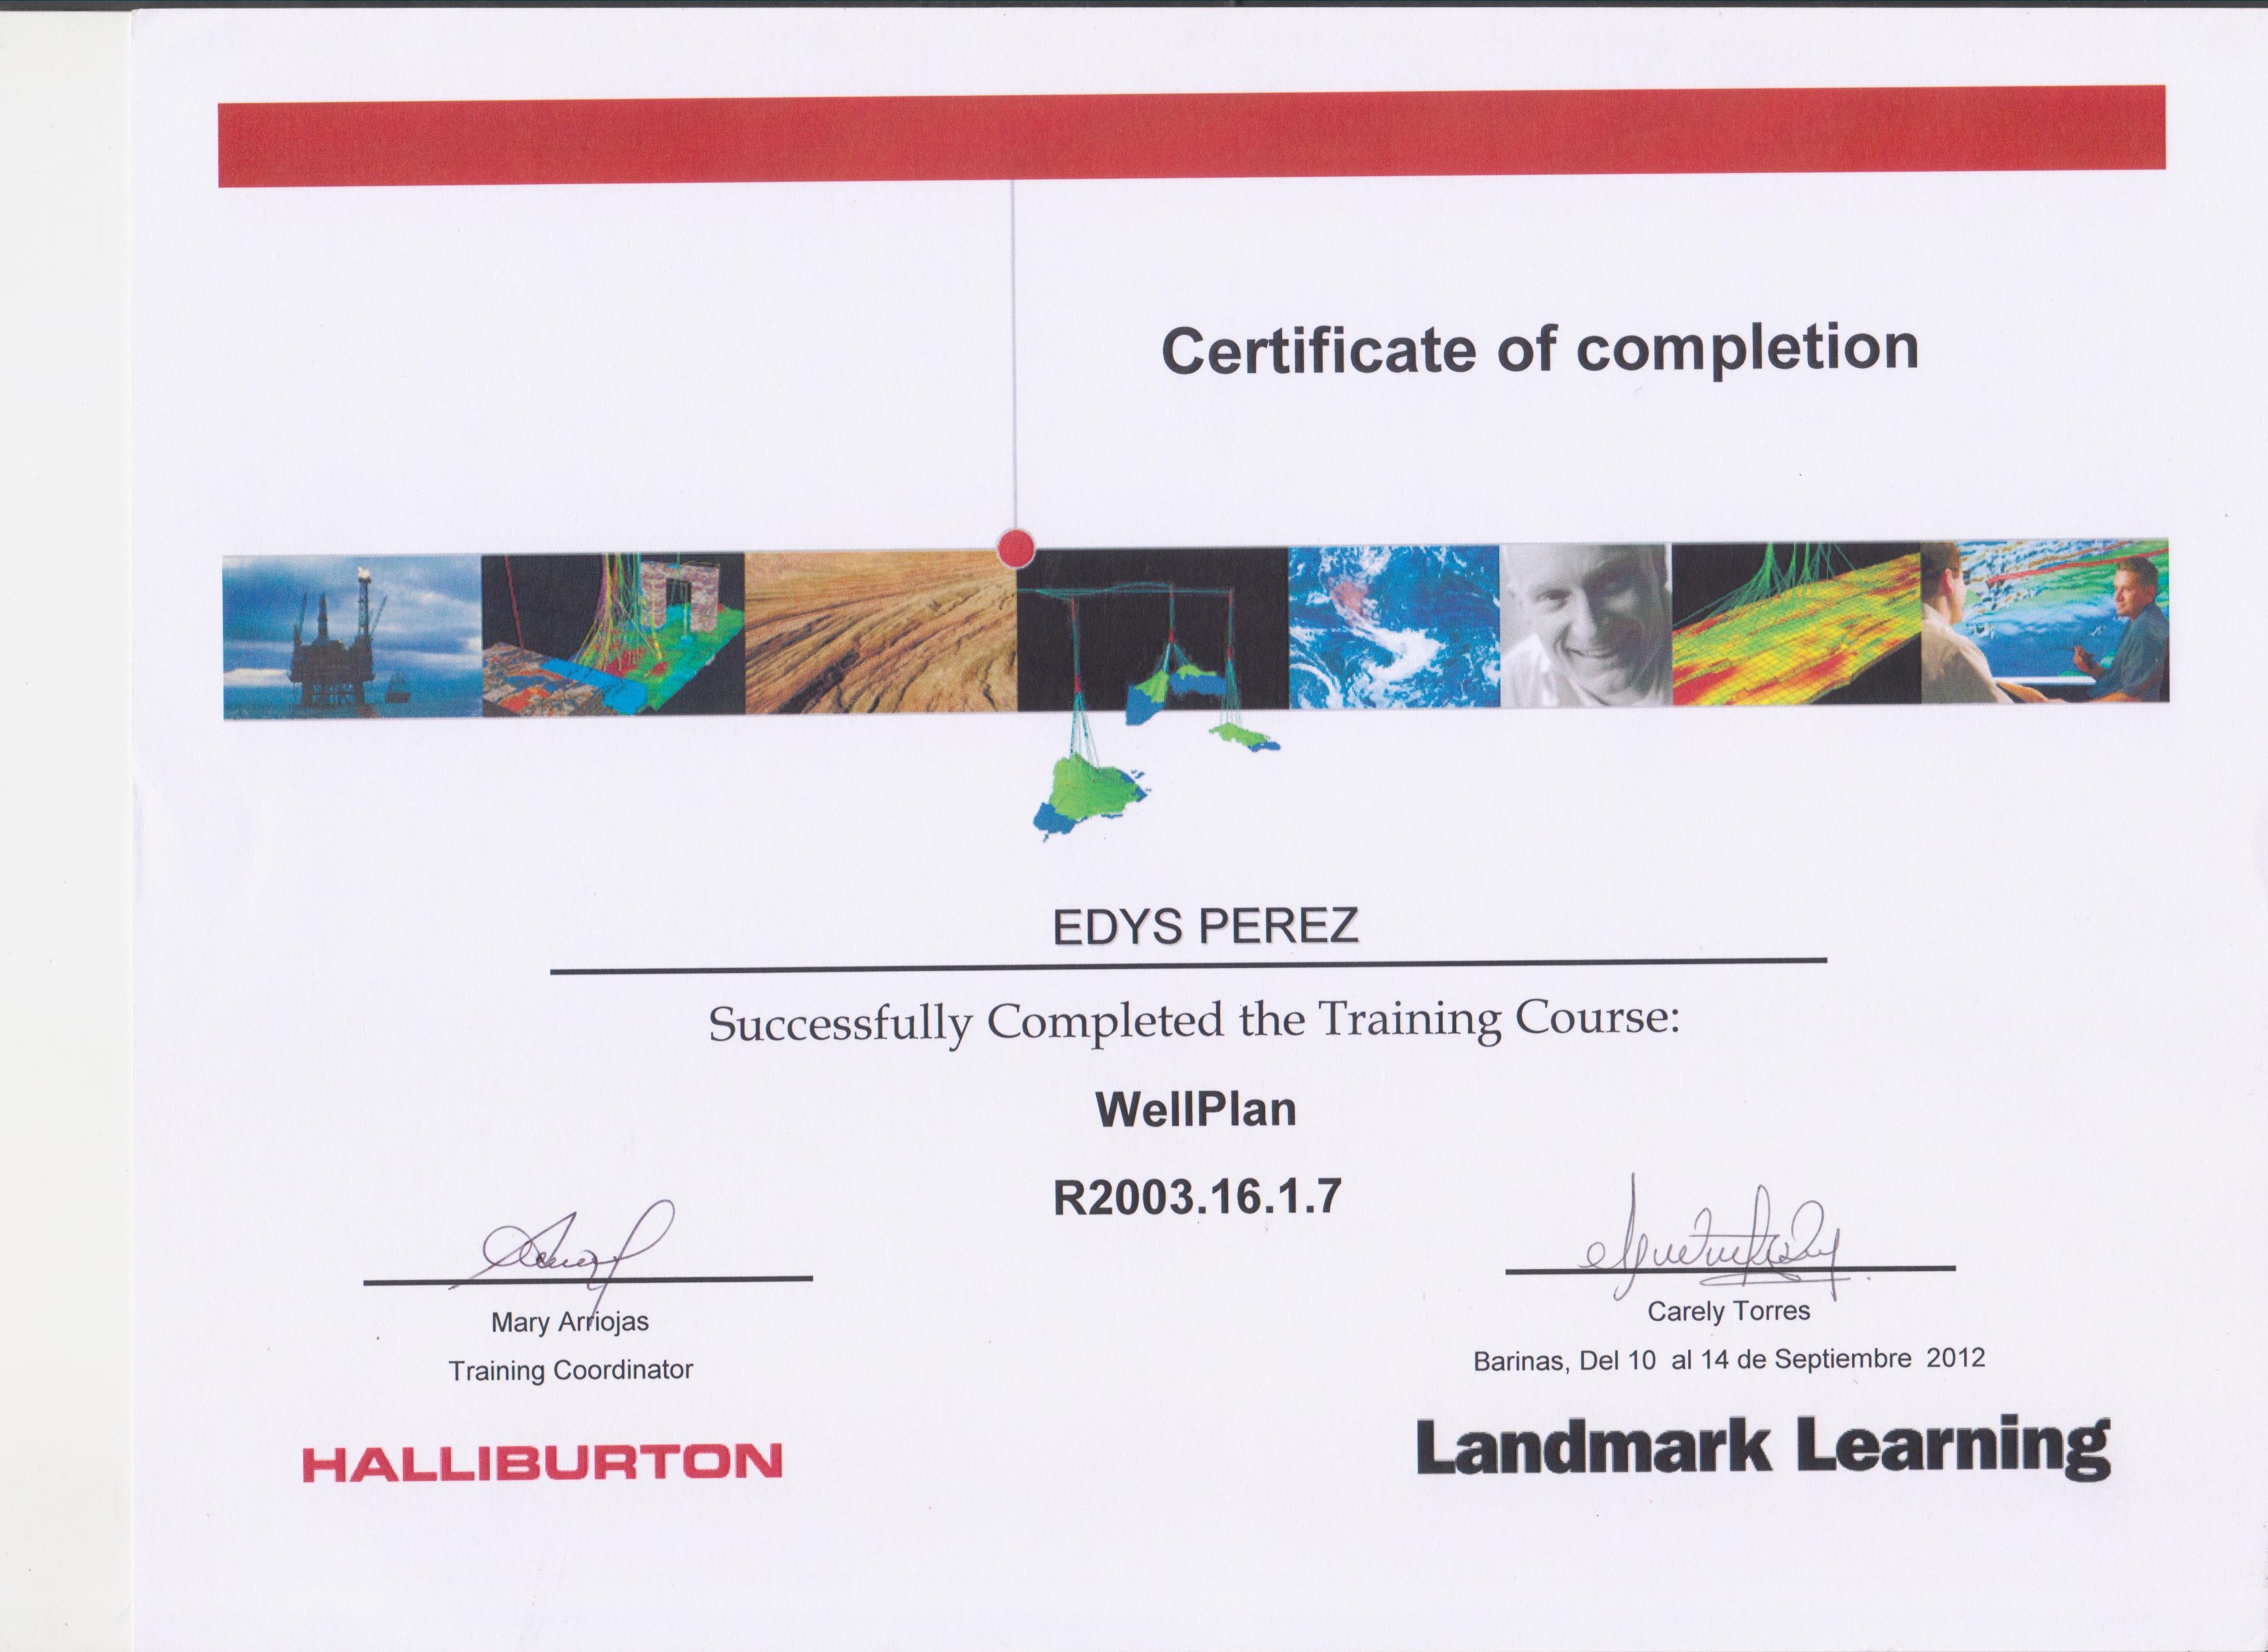 Certificate of completion
EDYS PEREZ
Successfully Completed the Training Course:
WellPlan
R2003.16.1.7
Mary Arriojas
Training Coordinator
Carely Torres
Barinas, Del 10 al 14 de Septiembre 2012
HALLIBURTON
Landmark Learning